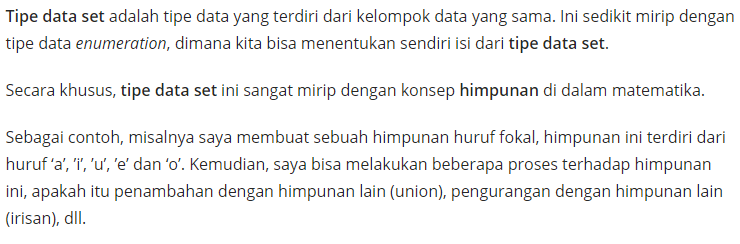 Tipe data set adalah tipe data yang terdiri dari kelompok data yang sama. Ini sedikit mirip dengan
tipe data enumeration, dimana kita bisa menentukan sendiri isi dari tipe data set.
Secara khusus, tipe data set ini sangat mirip dengan konsep himpunan di dalam matematika.
Sebagai contoh, misalnya saya membuat sebuah himpunan huruf fokal, himpunan ini terdiri dari
huruf ‘a’, ’i’, ’u’, ’e’ dan ‘o’. Kemudian, saya bisa melakukan beberapa proses terhadap himpunan
ini, apakah itu penambahan dengan himpunan lain (union), pengurangan dengan himpunan lain
(irisan), dll.